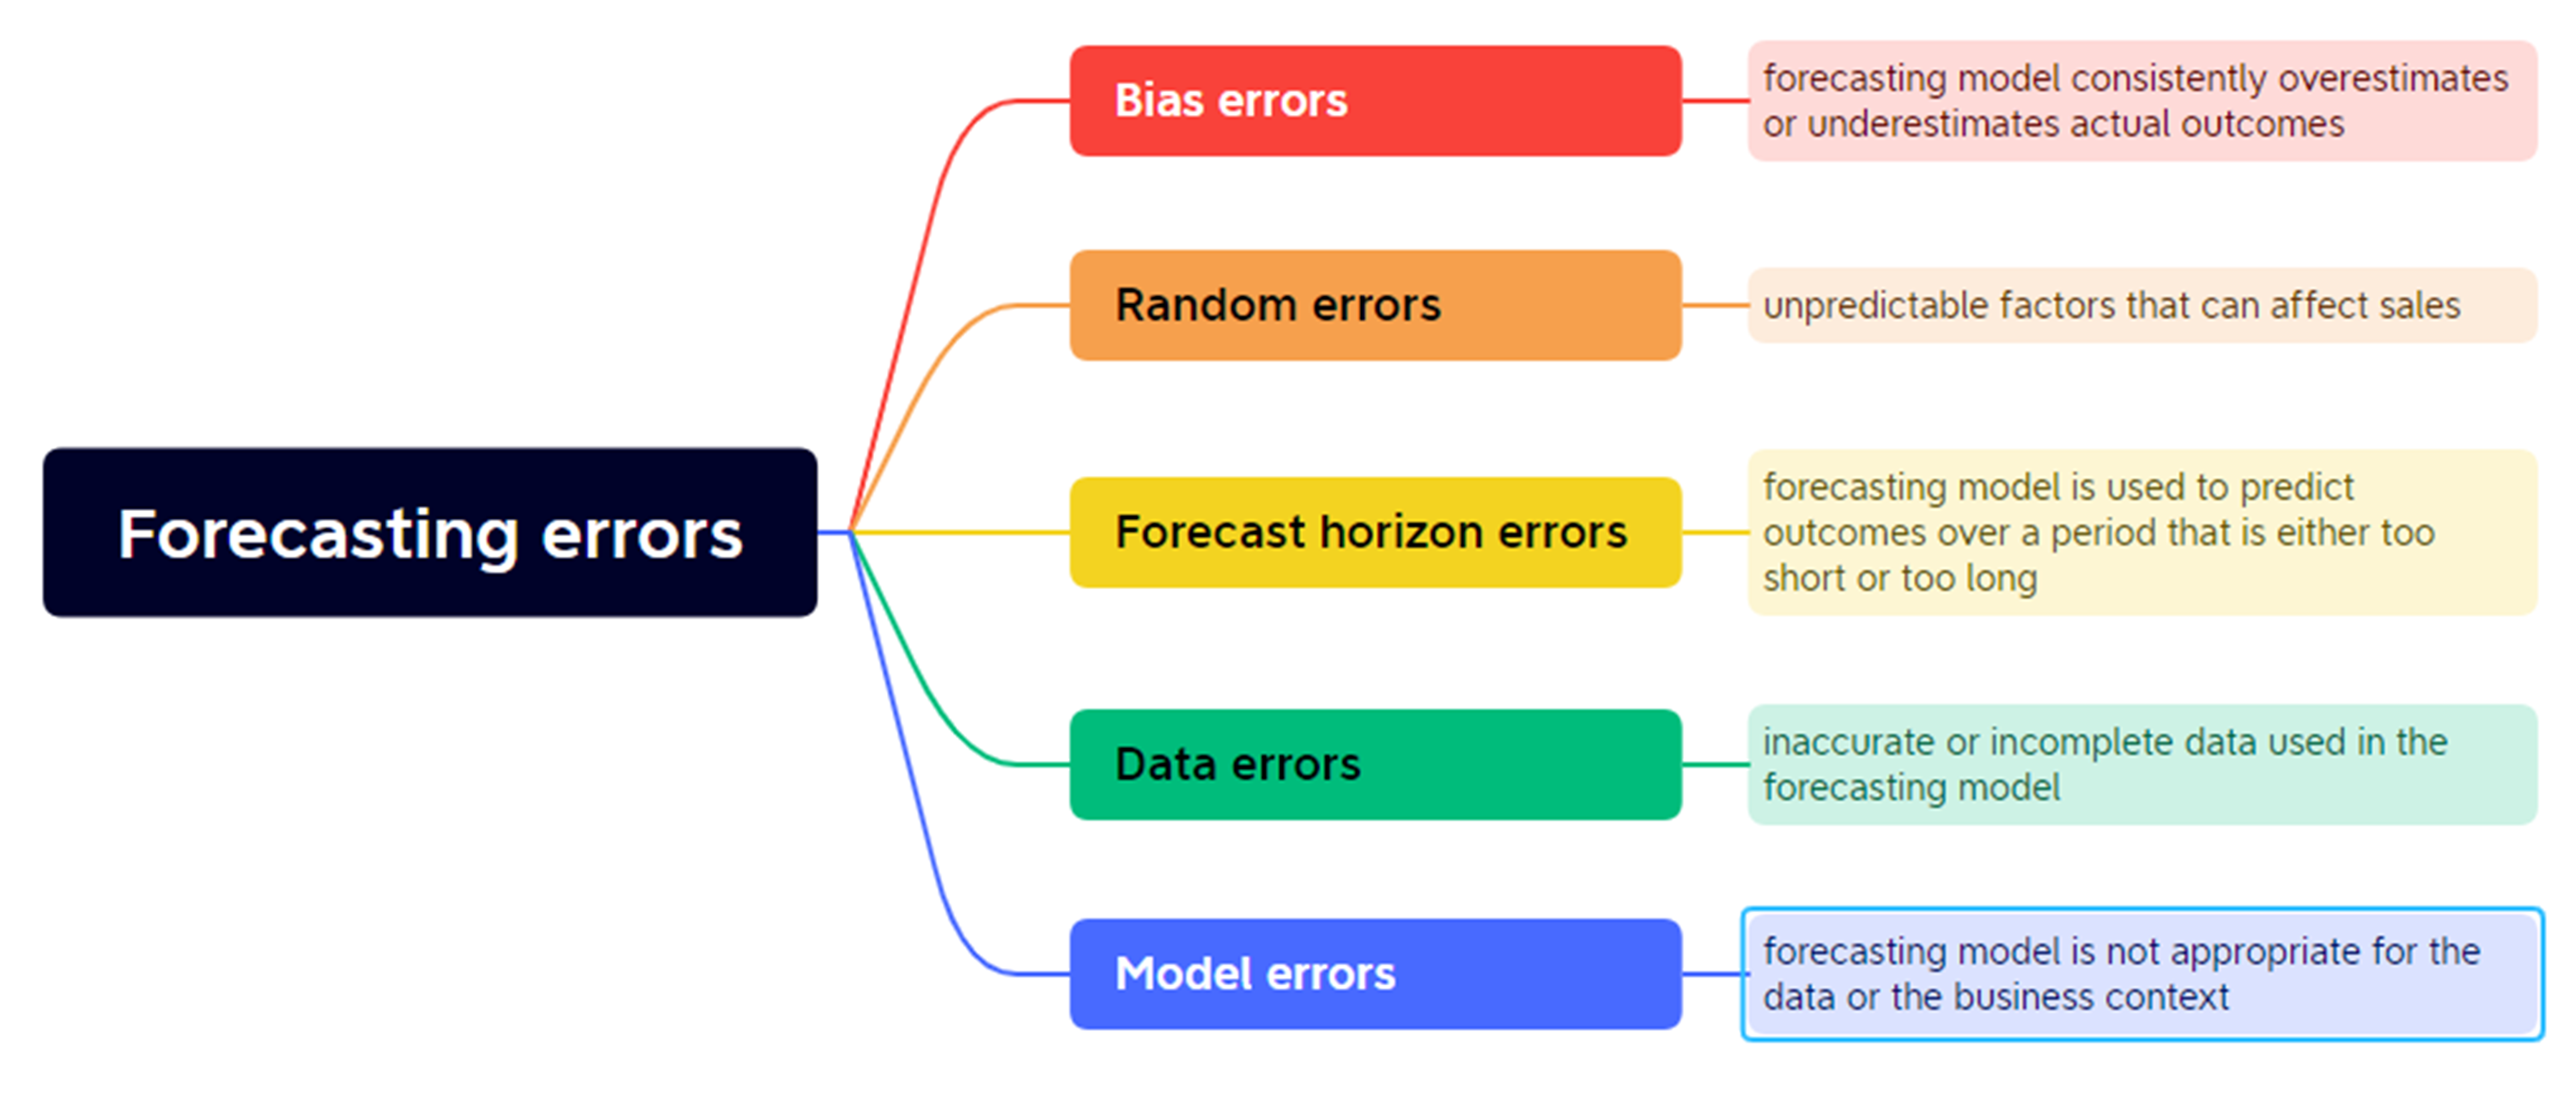 Forecasting errors
Bias errors
forecasting model consistently overestimates
or underestimates actual outcomes
Random errors
unpredictable factors that can affect sales
Forecast horizon errors
forecasting model is used to predict
outcomes over a period that is either too
short or too long
Data errors
inaccurate or incomplete data used in the
forecasting model
Model errors
forecasting model is not appropriate for the
data or the business context